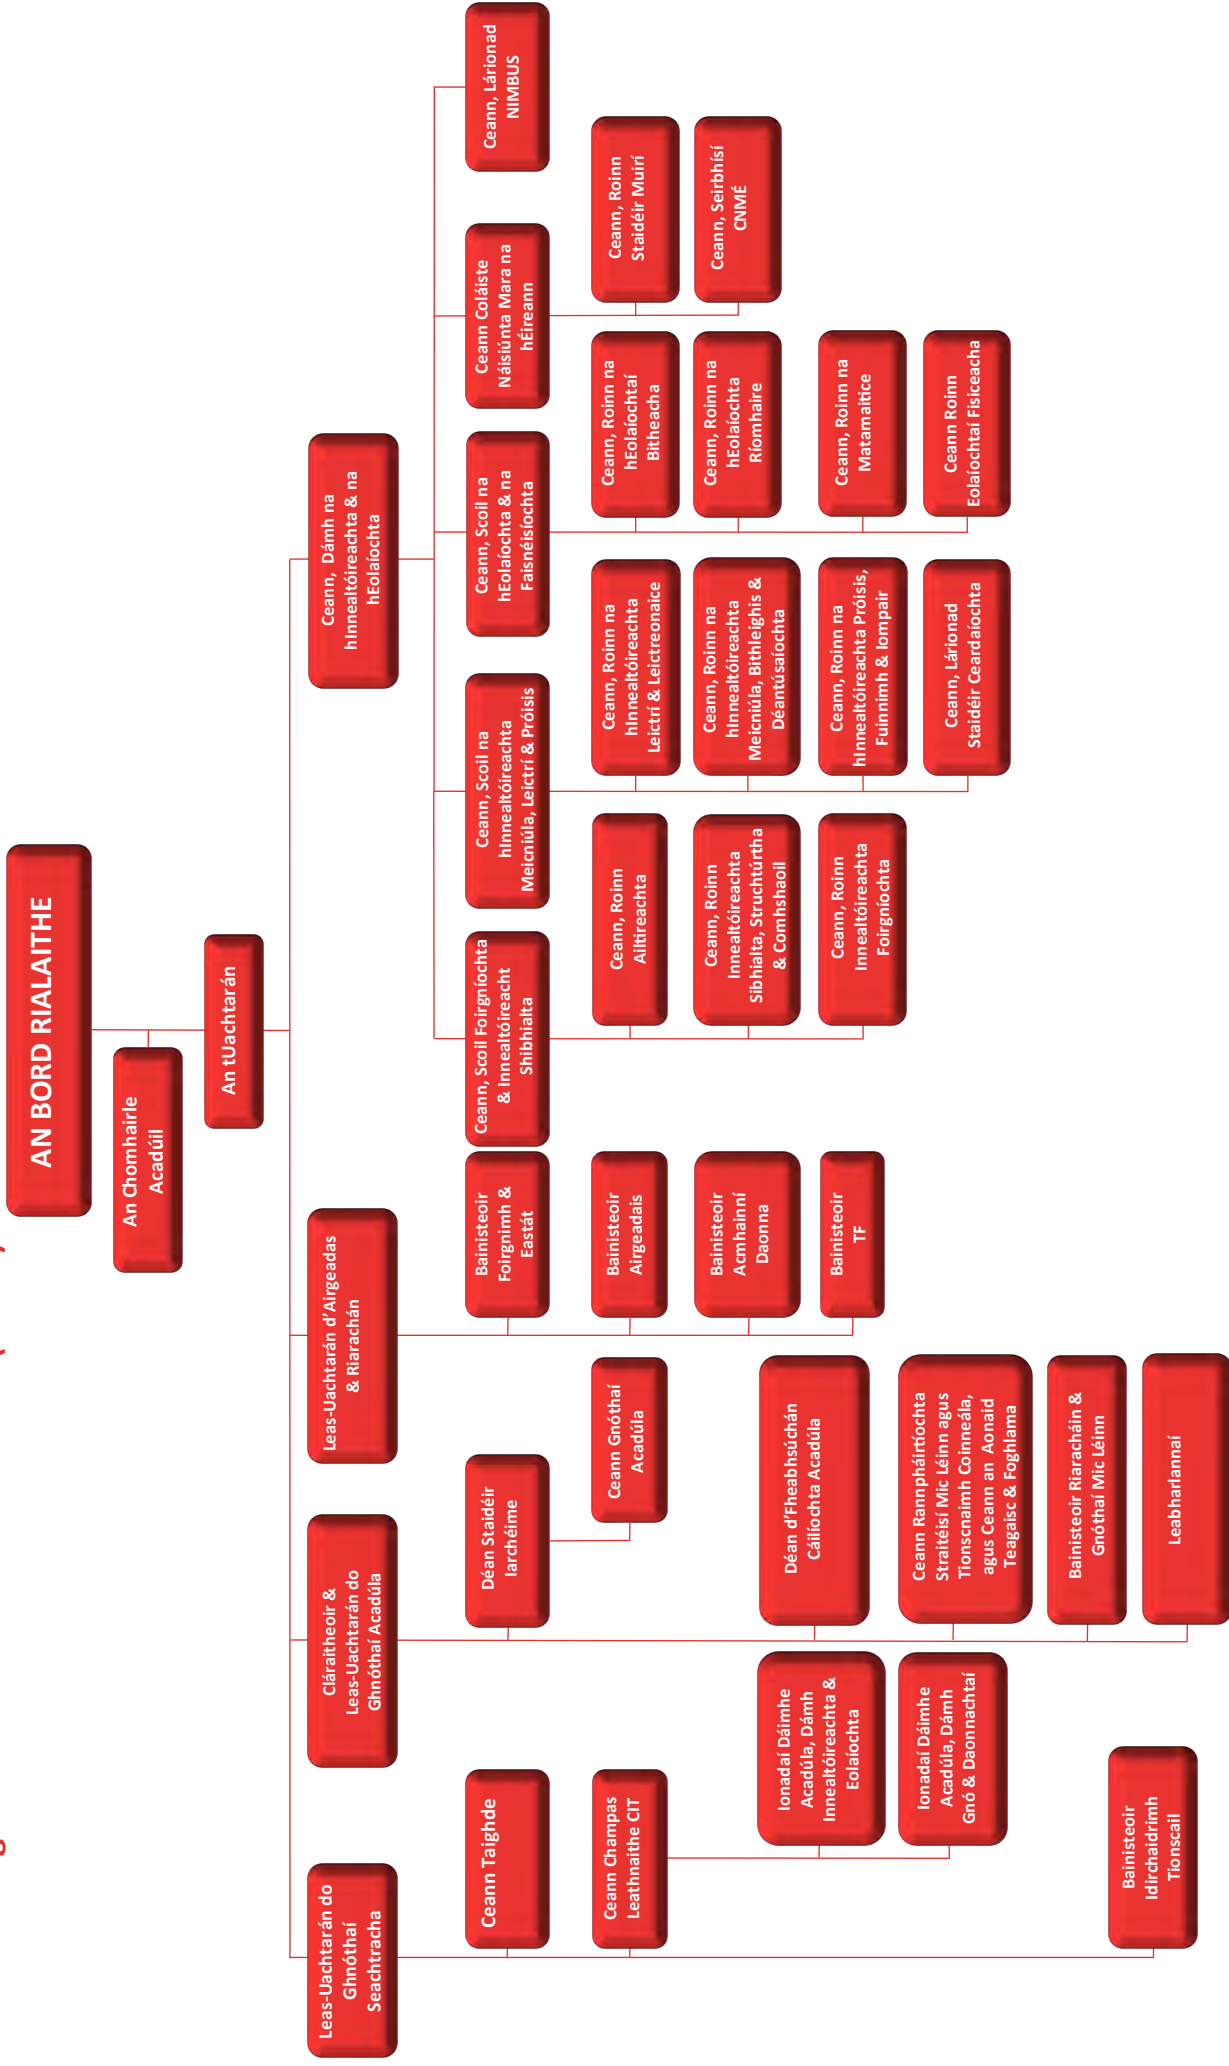 AN BORD RIALAITHE
An Chomhairle
Acadúil
An tUachtarán
Leas-Uachtarán do
Ghnóthaí
Seachtracha
Cláraitheoir &
Leas-Uachtarán do
Ghnóthaí Acadúla
Leas-Uachtarán d'Airgeadas
& Riarachán
Ceann, Dámh na
hInnealtóireachta & na
hEolaíochta
Ceann Taighde
Ceann Champas
Leathnaithe CIT
Ionadaí Dáimhe
Acadúla, Dámh
Innealtóireachta &
Eolaíochta
Ionadaí Dáimhe
Acadúla, Dámh
Gnó & Daonnachtaí
Bainisteoir
Idirchaidrimh
Tionscail
Déan Staidéir
Iarchéime
Ceann Gnóthaí
Acadúla
Déan d'Fheabhsúchán
Cáilíochta Acadúla
Ceann Rannpháirtíochta
Straitéisí Mic Léinn agus
Tionscnaimh Coinneála,
agus Ceann an Aonaid
Teagaisc & Foghlama
Bainisteoir Riaracháin &
Gnóthaí Mic Léinn
Leabharlannaí
Bainisteoir
Foirgnimh &
Eastát
Bainisteoir
Airgeadais
Bainisteoir
Acmhainní
Daonna
Bainisteoir
TF
Ceann, Scoil Foirgníochta
& Innealtóireacht
Shibhialta
Ceann, Roinn
Ailtireachta
Ceann, Roinn
Innealtóireachta
Sibhialta, Struchtúrtha
& Comhshaoil
Ceann, Roinn
Innealtóireachta
Foirgníochta
Ceann, Scoil na
hInnealtóireachta
Meicniúla, Leictrí & Próisis
Ceann, Roinn na
hInnealtóireachta
Leictrí & Leictreonaice
Ceann, Roinn na
hInnealtóireachta
Meicniúla, Bithleighis &
Déantúsaíochta
Ceann, Roinn na
hInnealtóireachta Próisis,
Fuinnimh & Iompair
Ceann, Lárionad
Staidéir Ceardaíochta
Ceann, Scoil na
hEolaíochta & na
Faisnéisíochta
Ceann, Roinn na
hEolaíochtaí
Bitheacha
Ceann, Roinn na
hEolaíochta
Ríomhaire
Ceann, Roinn na
Matamaitice
Ceann Roinn
Eolaíochtaí Fisiceacha
Ceann Coláiste
Náisiúnta Mara na
hÉireann
Ceann, Roinn
Staidéir Muirí
Ceann, Seirbhísí
CNMÉ
Ceann, Lárionad
NIMBUS